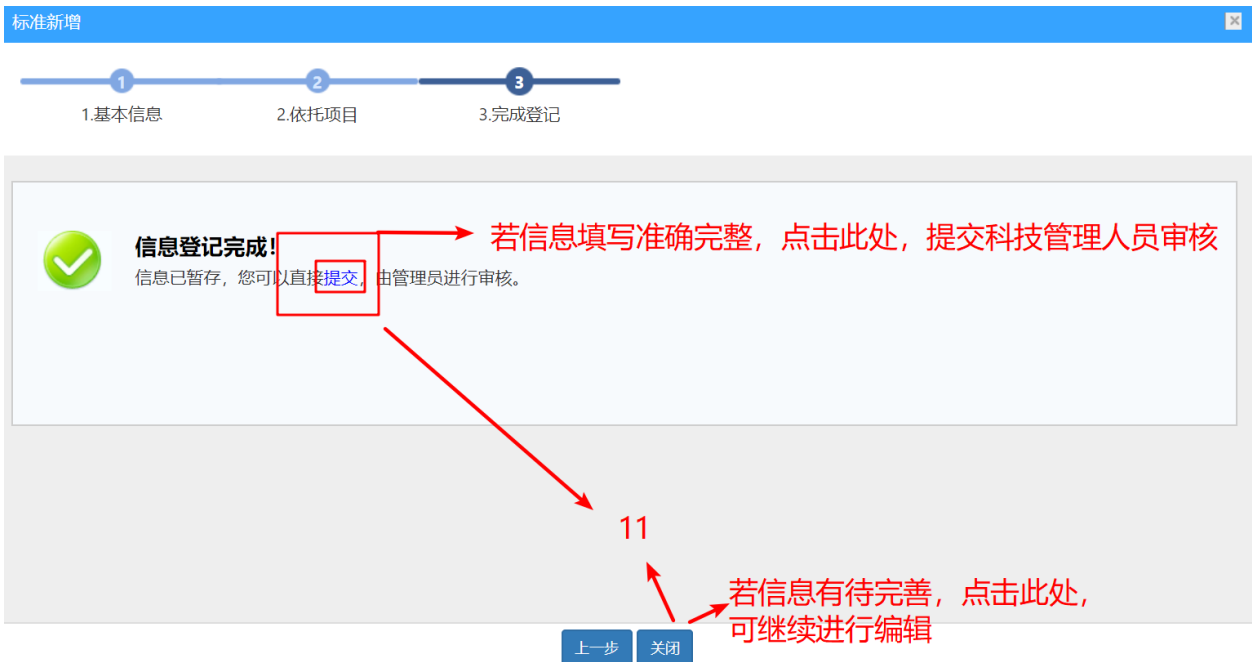 标准新增
1
2
3
1.基本信息
2.依托项目
3.完成登记
信息登记完成!
若信息填写准确完整，点击此处，提交科技管理人员审核
信息已暂存，您可以直接提交，由管理员进行审核。
11
若信息有待完善，点击此处，
可继续进行编辑
上一步
关闭